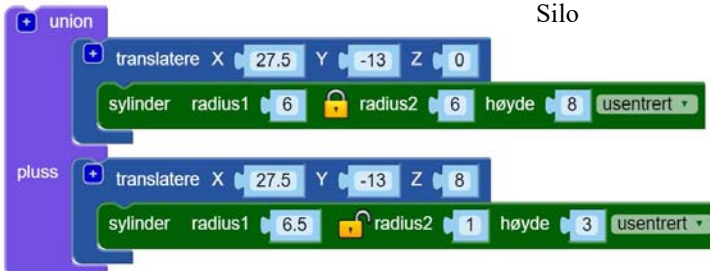 Silo
union
translatere X 27.5 Y -13 Z 0
sylinder radius1 6 radius2 6 høyde 8 usentrert
pluss
translatere X 27.5 Y -13 Z 8
sylinder radius1 6.5 radius2 1 høyde 3 usentrert